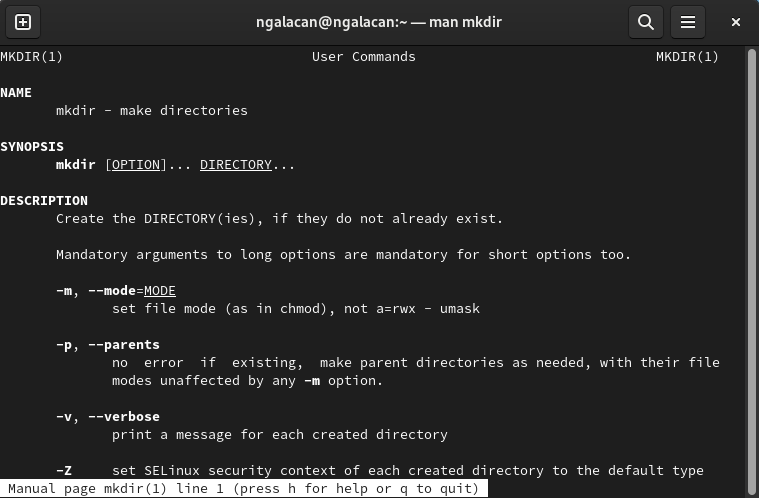 ngalacan@ngalacan:~ — man mkdir
MKDIR(1) User Commands MKDIR(1)
NAME
mkdir - make directories
SYNOPSIS
mkdir [OPTION]... DIRECTORY...
DESCRIPTION
Create the DIRECTORY(ies), if they do not already exist.
Mandatory arguments to long options are mandatory for short options too.
-m, --mode=MODE
set file mode (as in chmod), not a=rwx - umask
-p, --parents
no error if existing, make parent directories as needed, with their file
modes unaffected by any -m option.
-v, --verbose
print a message for each created directory
-Z set SELinux security context of each created directory to the default type
Manual page mkdir(1) line 1 (press h for help or q to quit)